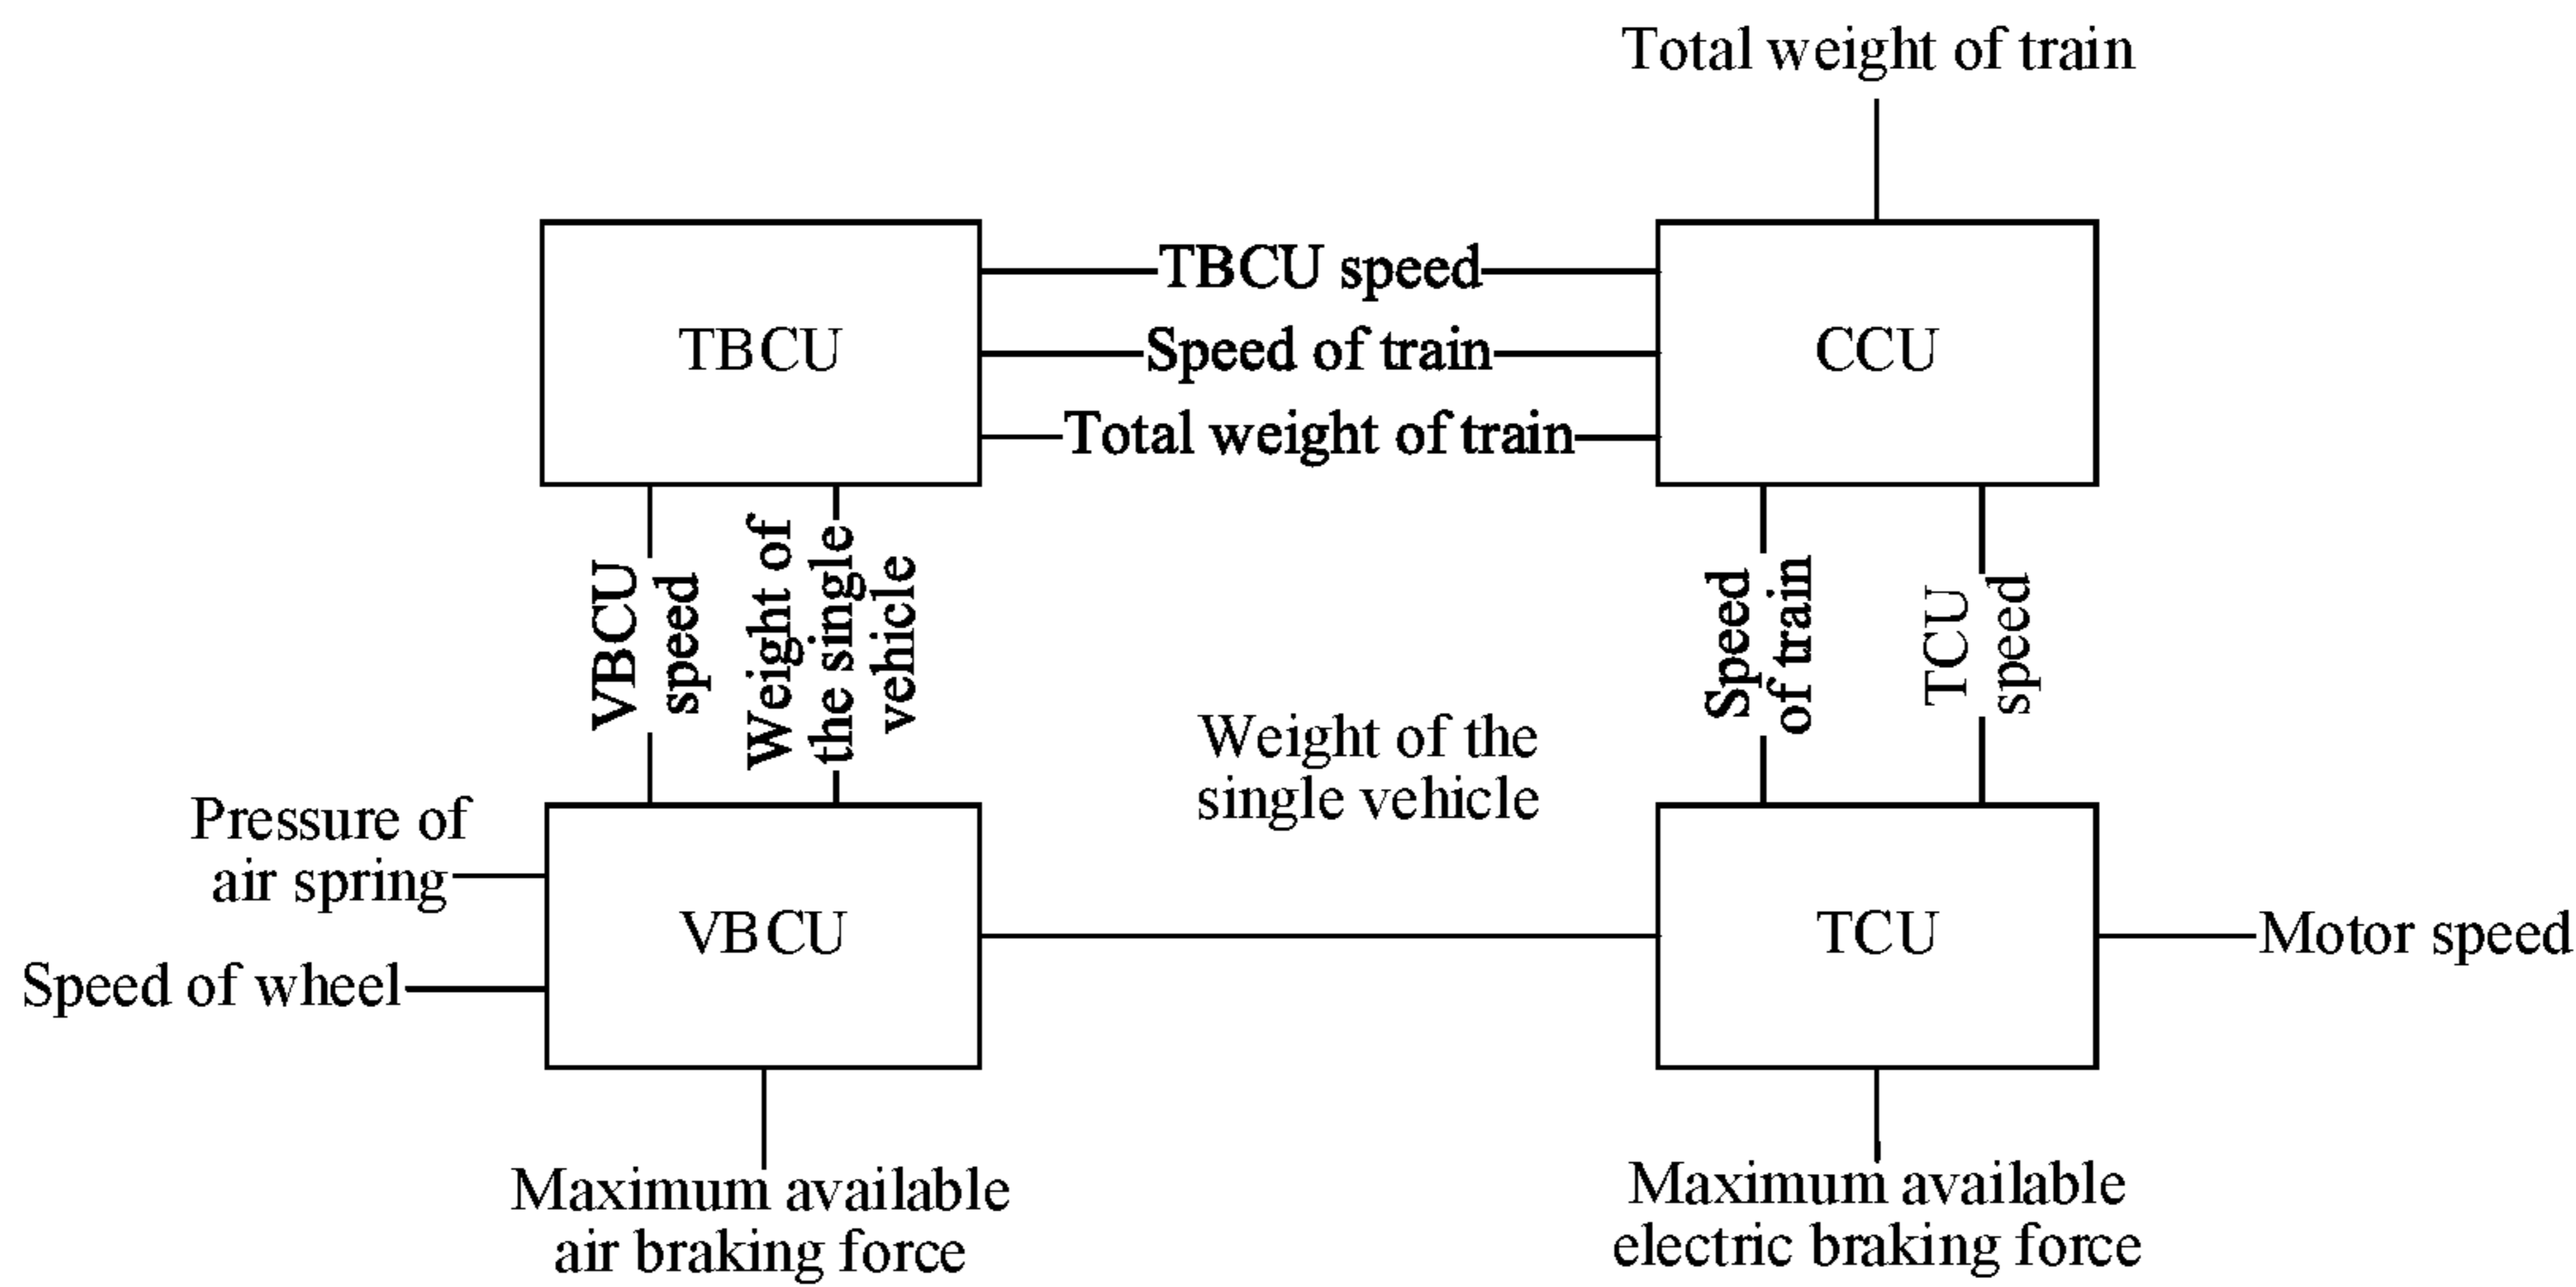 Total weight of train
TBCU
TBCU speed
Speed of train
Total weight of train
CCU
VBCU
speed
Weight of
the single
vehicle
Speed
of train
TCU
speed
Weight of the
single vehicle
Pressure of
air spring
Speed of wheel
VBCU
TCU
Motor speed
Maximum available
air braking force
Maximum available
electric braking force